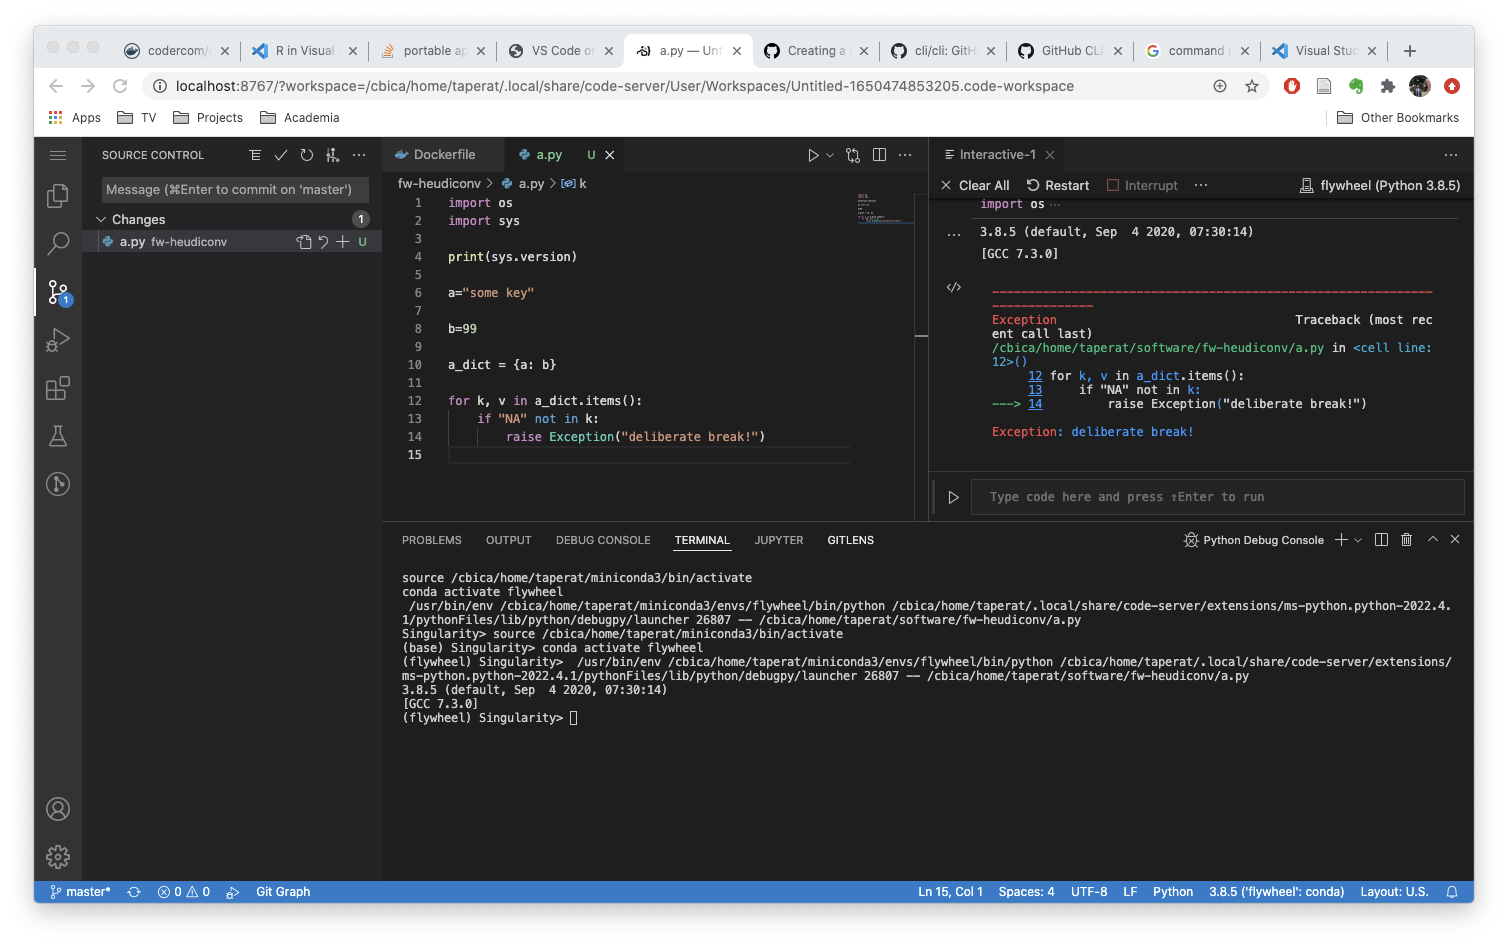 codercom/
R in Visual
portable ap
VS Code on
a.py — Unt
Creating a
cli/cli: GitH
GitHub CLI
command
Visual Stud
localhost:8767/?workspace=/cbica/home/taperat/.local/share/code-server/User/Workspaces/Untitled-1650474853205.code-workspace
Apps TV Projects Academia Other Bookmarks
SOURCE CONTROL
Message (⌘Enter to commit on 'master')
Changes 1
a.py fw-heudiconv U
1
Dockerfile a.py U
fw-heudiconv > a.py > k
1 import os
2 import sys
3
4 print(sys.version)
5
6 a="some key"
7
8 b=99
9
10 a_dict = {a: b}
11
12 for k, v in a_dict.items():
13 if "NA" not in k:
14 raise Exception("deliberate break!")
15
Interactive-1
Clear All Restart Interrupt ··· flywheel (Python 3.8.5)
import os ···
... 3.8.5 (default, Sep  4 2020, 07:30:14)
[GCC 7.3.0]
Exception Traceback (most rec
ent call last)
/cbica/home/taperat/software/fw-heudiconv/a.py in <cell line:
12>()
12 for k, v in a_dict.items():
13 if "NA" not in k:
----> 14 raise Exception("deliberate break!")
Exception: deliberate break!
Type code here and press ⇧Enter to run
PROBLEMS OUTPUT DEBUG CONSOLE TERMINAL JUPYTER GITLENS Python Debug Console
source /cbica/home/taperat/miniconda3/bin/activate
conda activate flywheel
/usr/bin/env /cbica/home/taperat/miniconda3/envs/flywheel/bin/python /cbica/home/taperat/.local/share/code-server/extensions/ms-python.python-2022.4.
1/pythonFiles/lib/python/debugpy/launcher 26807 -- /cbica/home/taperat/software/fw-heudiconv/a.py
Singularity> source /cbica/home/taperat/miniconda3/bin/activate
(base) Singularity> conda activate flywheel
(flywheel) Singularity>  /usr/bin/env /cbica/home/taperat/miniconda3/envs/flywheel/bin/python /cbica/home/taperat/.local/share/code-server/extensions/
ms-python.python-2022.4.1/pythonFiles/lib/python/debugpy/launcher 26807 -- /cbica/home/taperat/software/fw-heudiconv/a.py
3.8.5 (default, Sep  4 2020, 07:30:14)
[GCC 7.3.0]
(flywheel) Singularity>
master* 0 0 Git Graph Ln 15, Col 1 Spaces: 4 UTF-8 LF Python 3.8.5 ('flywheel': conda) Layout: U.S.